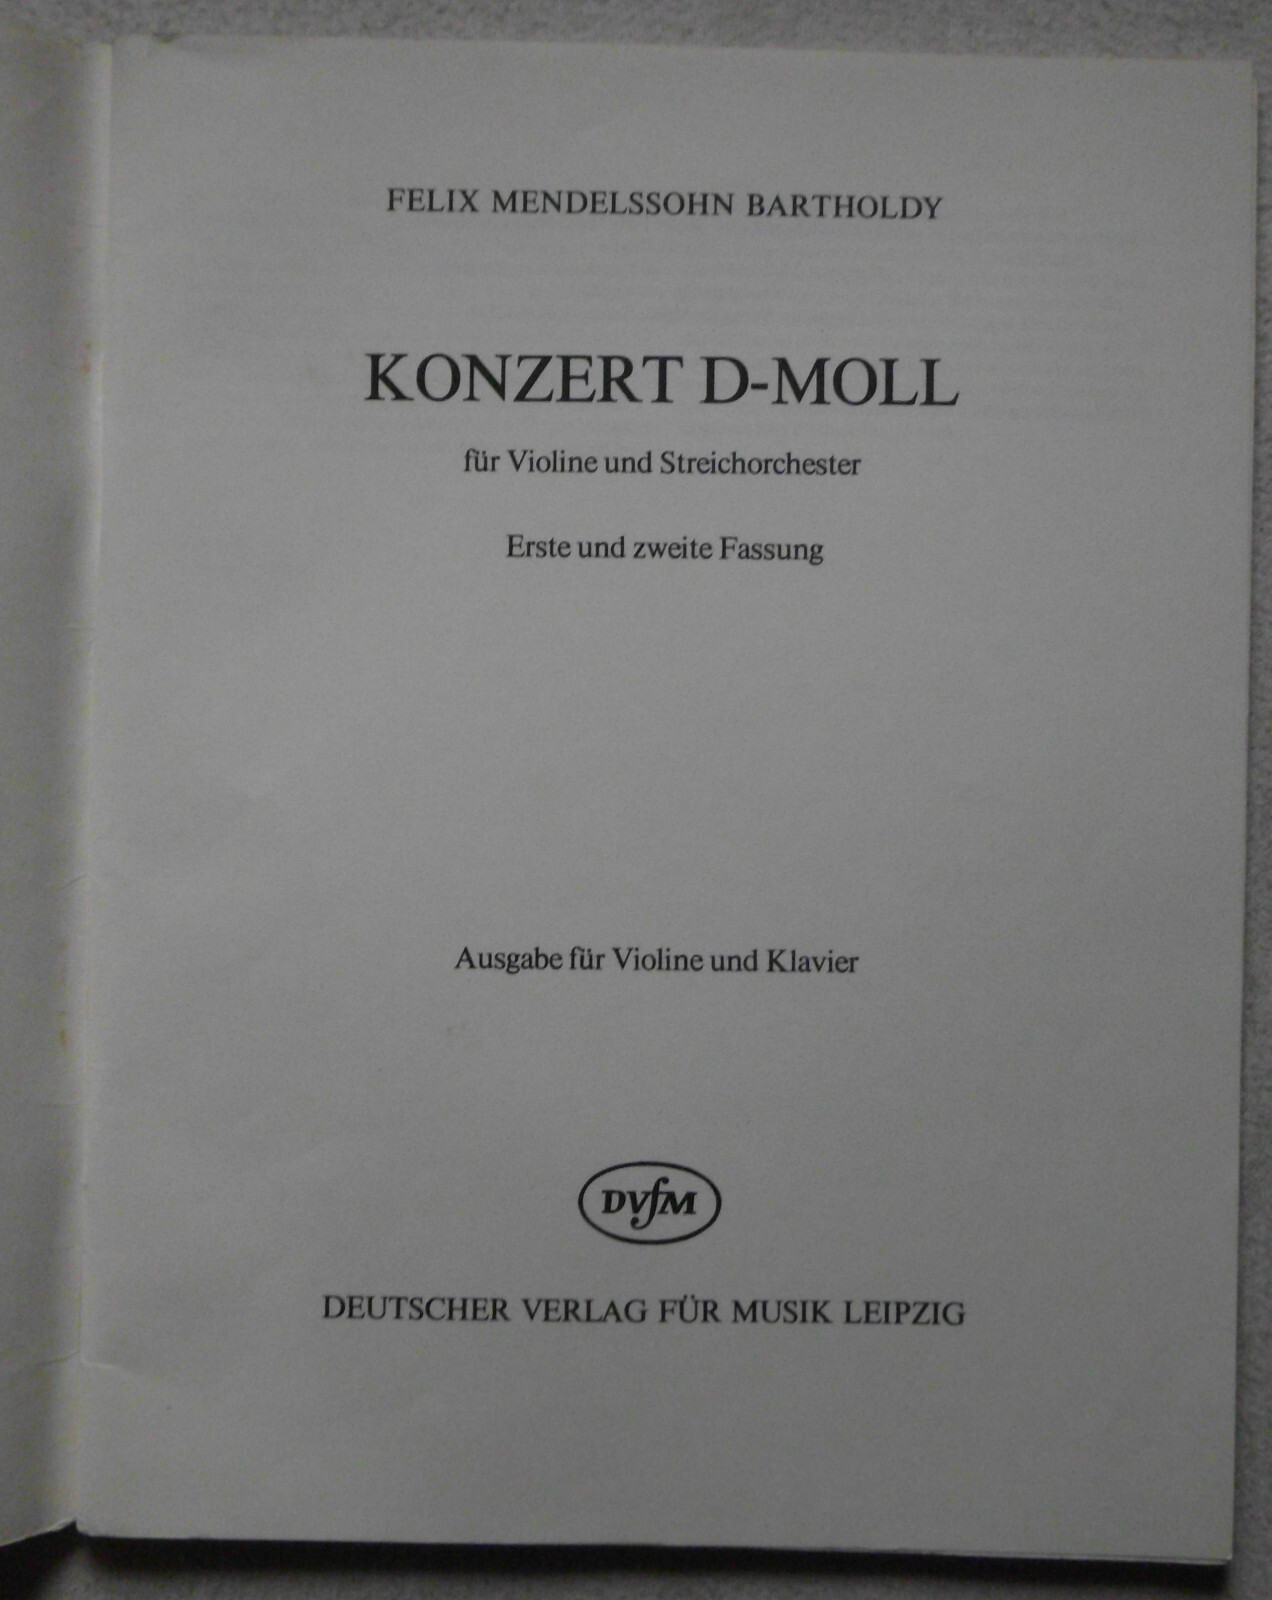 FELIX MENDELSSOHN BARTHOLDY
KONZERT D-MOLL
für Violine und Streichorchester
Erste und zweite Fassung
Ausgabe für Violine und Klavier
DVfM
DEUTSCHER VERLAG FÜR MUSIK LEIPZIG